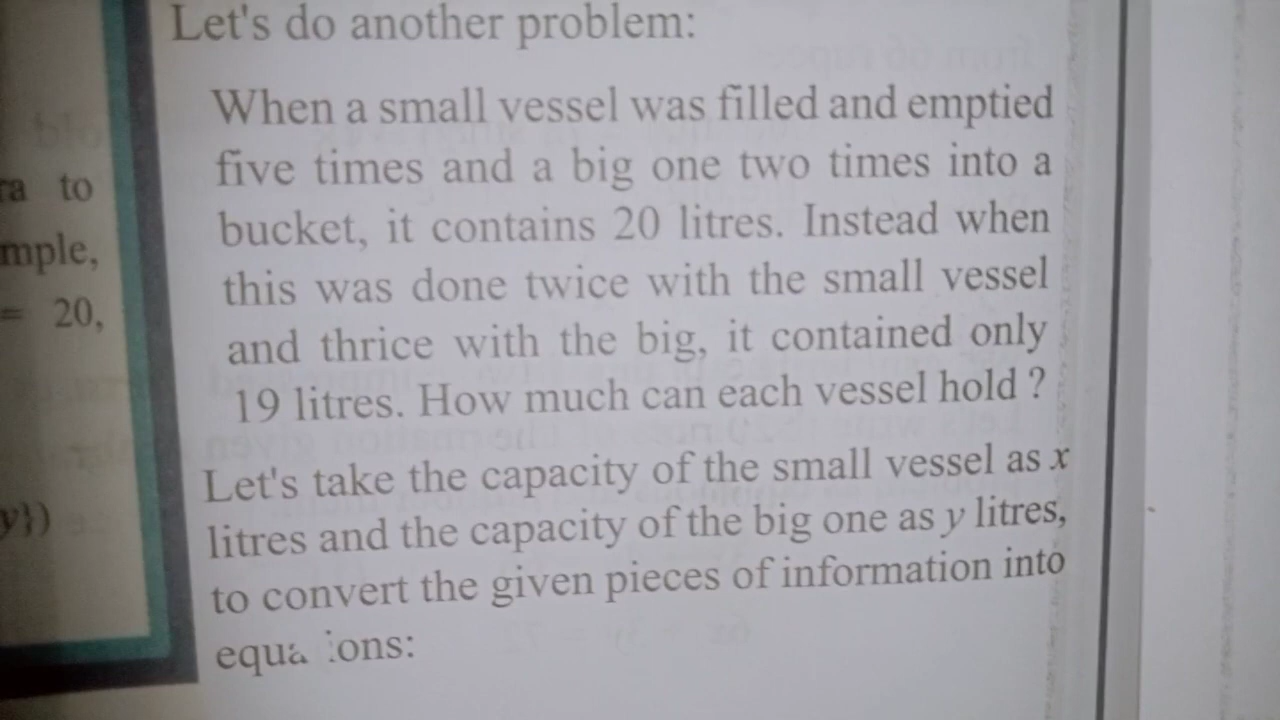 Let's do another problem:
When a small vessel was filled and emptied
five times and a big one two times into a
bucket, it contains 20 litres. Instead when
this was done twice with the small vessel
and thrice with the big, it contained only
19 litres. How much can each vessel hold ?
Let's take the capacity of the small vessel as x
litres and the capacity of the big one as y litres,
to convert the given pieces of information into
to
= 20,
y})